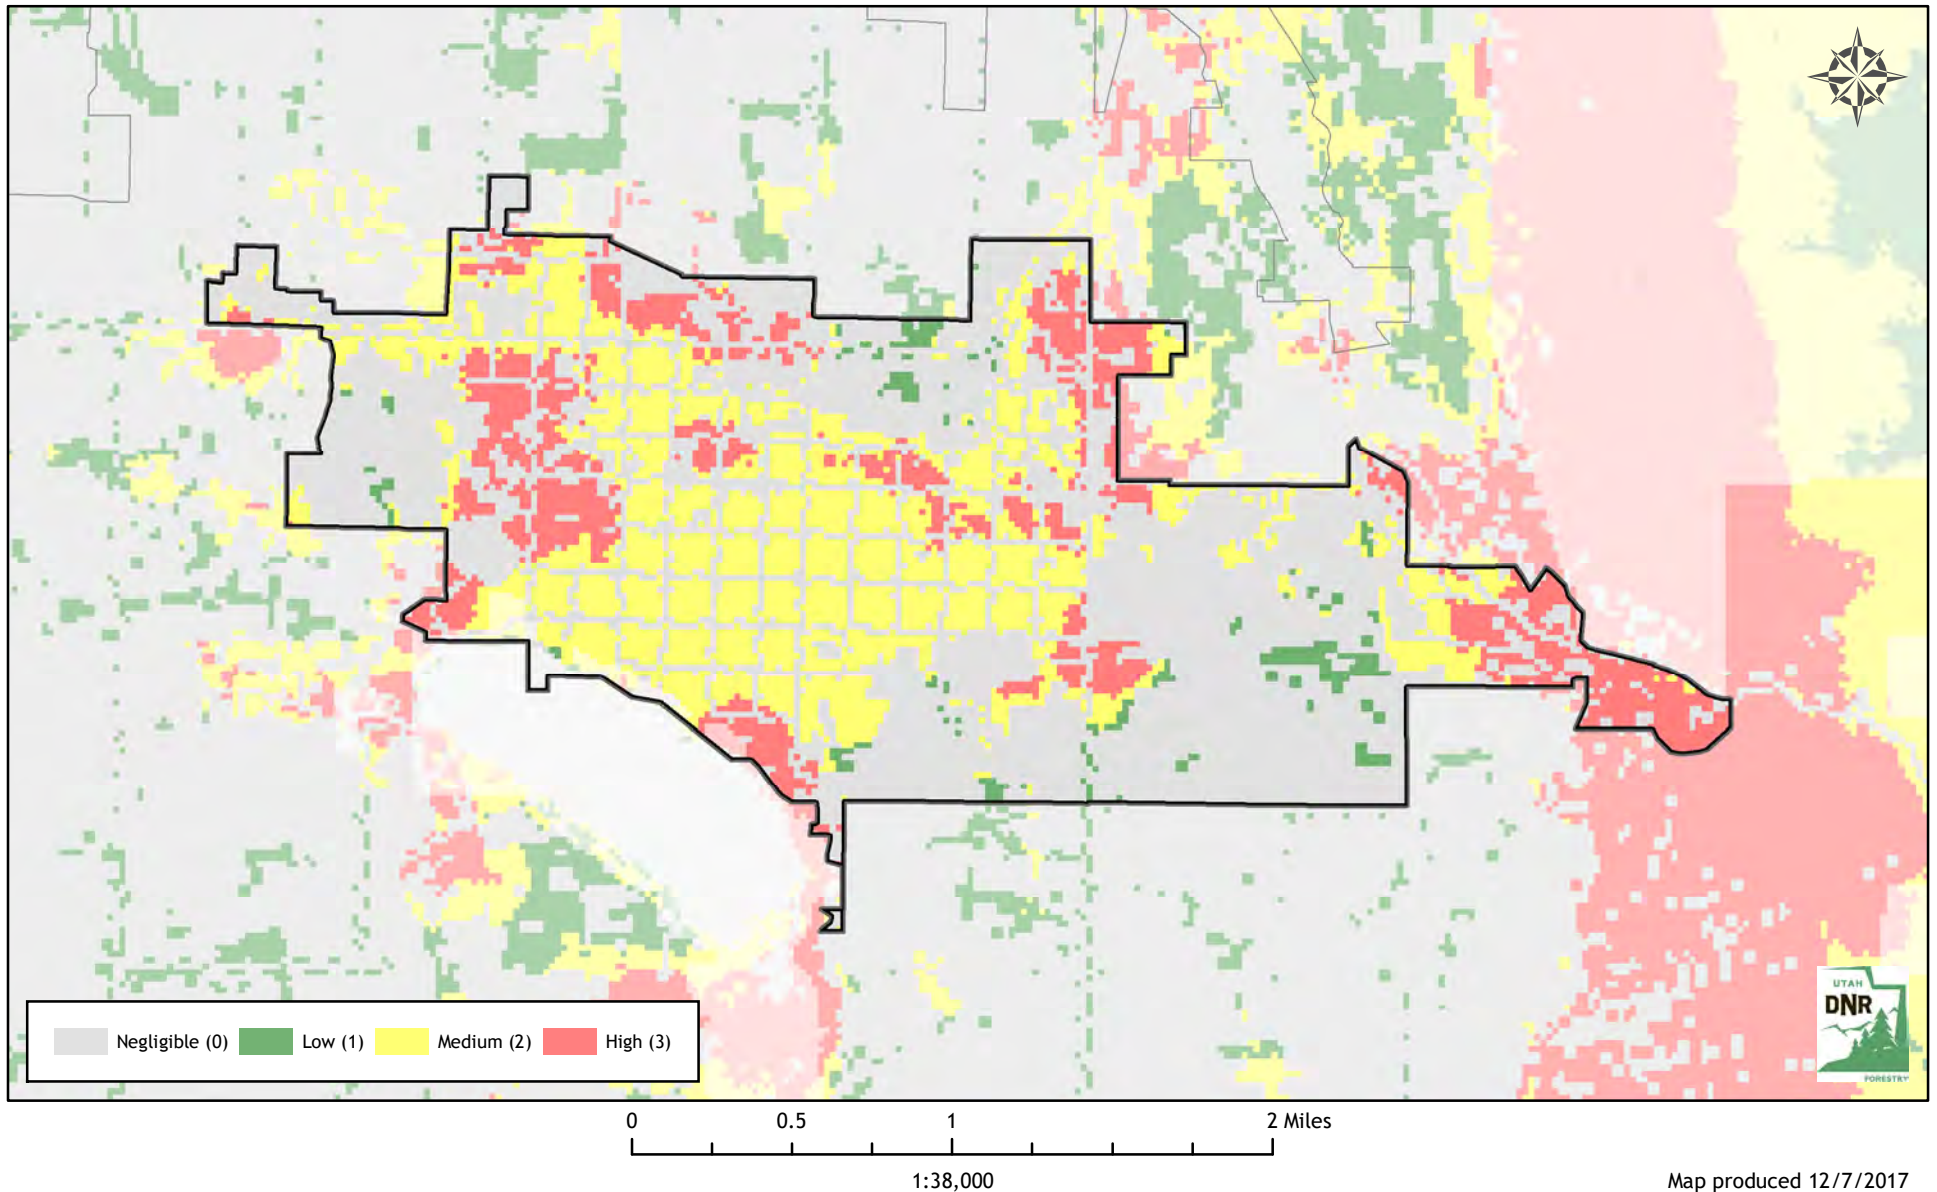 UTAH
DNR
FORESTRY
Negligible (0) Low (1) Medium (2) High (3)
0 0.5 1 2 Miles
1:38,000
Map produced 12/7/2017